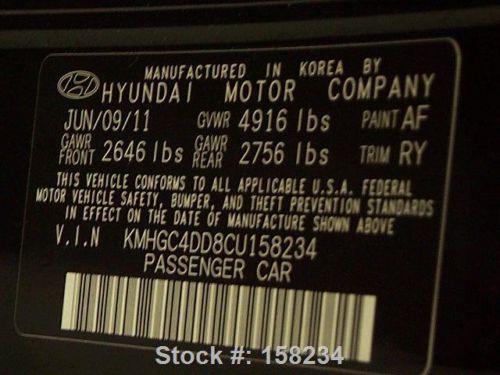 MANUFACTURED IN KOREA BY
HYUNDAI MOTOR COMPANY
JUN/09/11 GVWR 4916 lbs PAINT AF
GAWR FRONT 2646 lbs GAWR REAR 2756 lbs TRIM RY
THIS VEHICLE CONFORMS TO ALL APPLICABLE U.S.A. FEDERAL
MOTOR VEHICLE SAFETY, BUMPER, AND THEFT PREVENTION STANDARDS
IN EFFECT ON THE DATE OF MANUFACTURE SHOWN ABOVE.
V.I.N KMHGC4DD8CU158234
PASSENGER CAR
Stock #: 158234